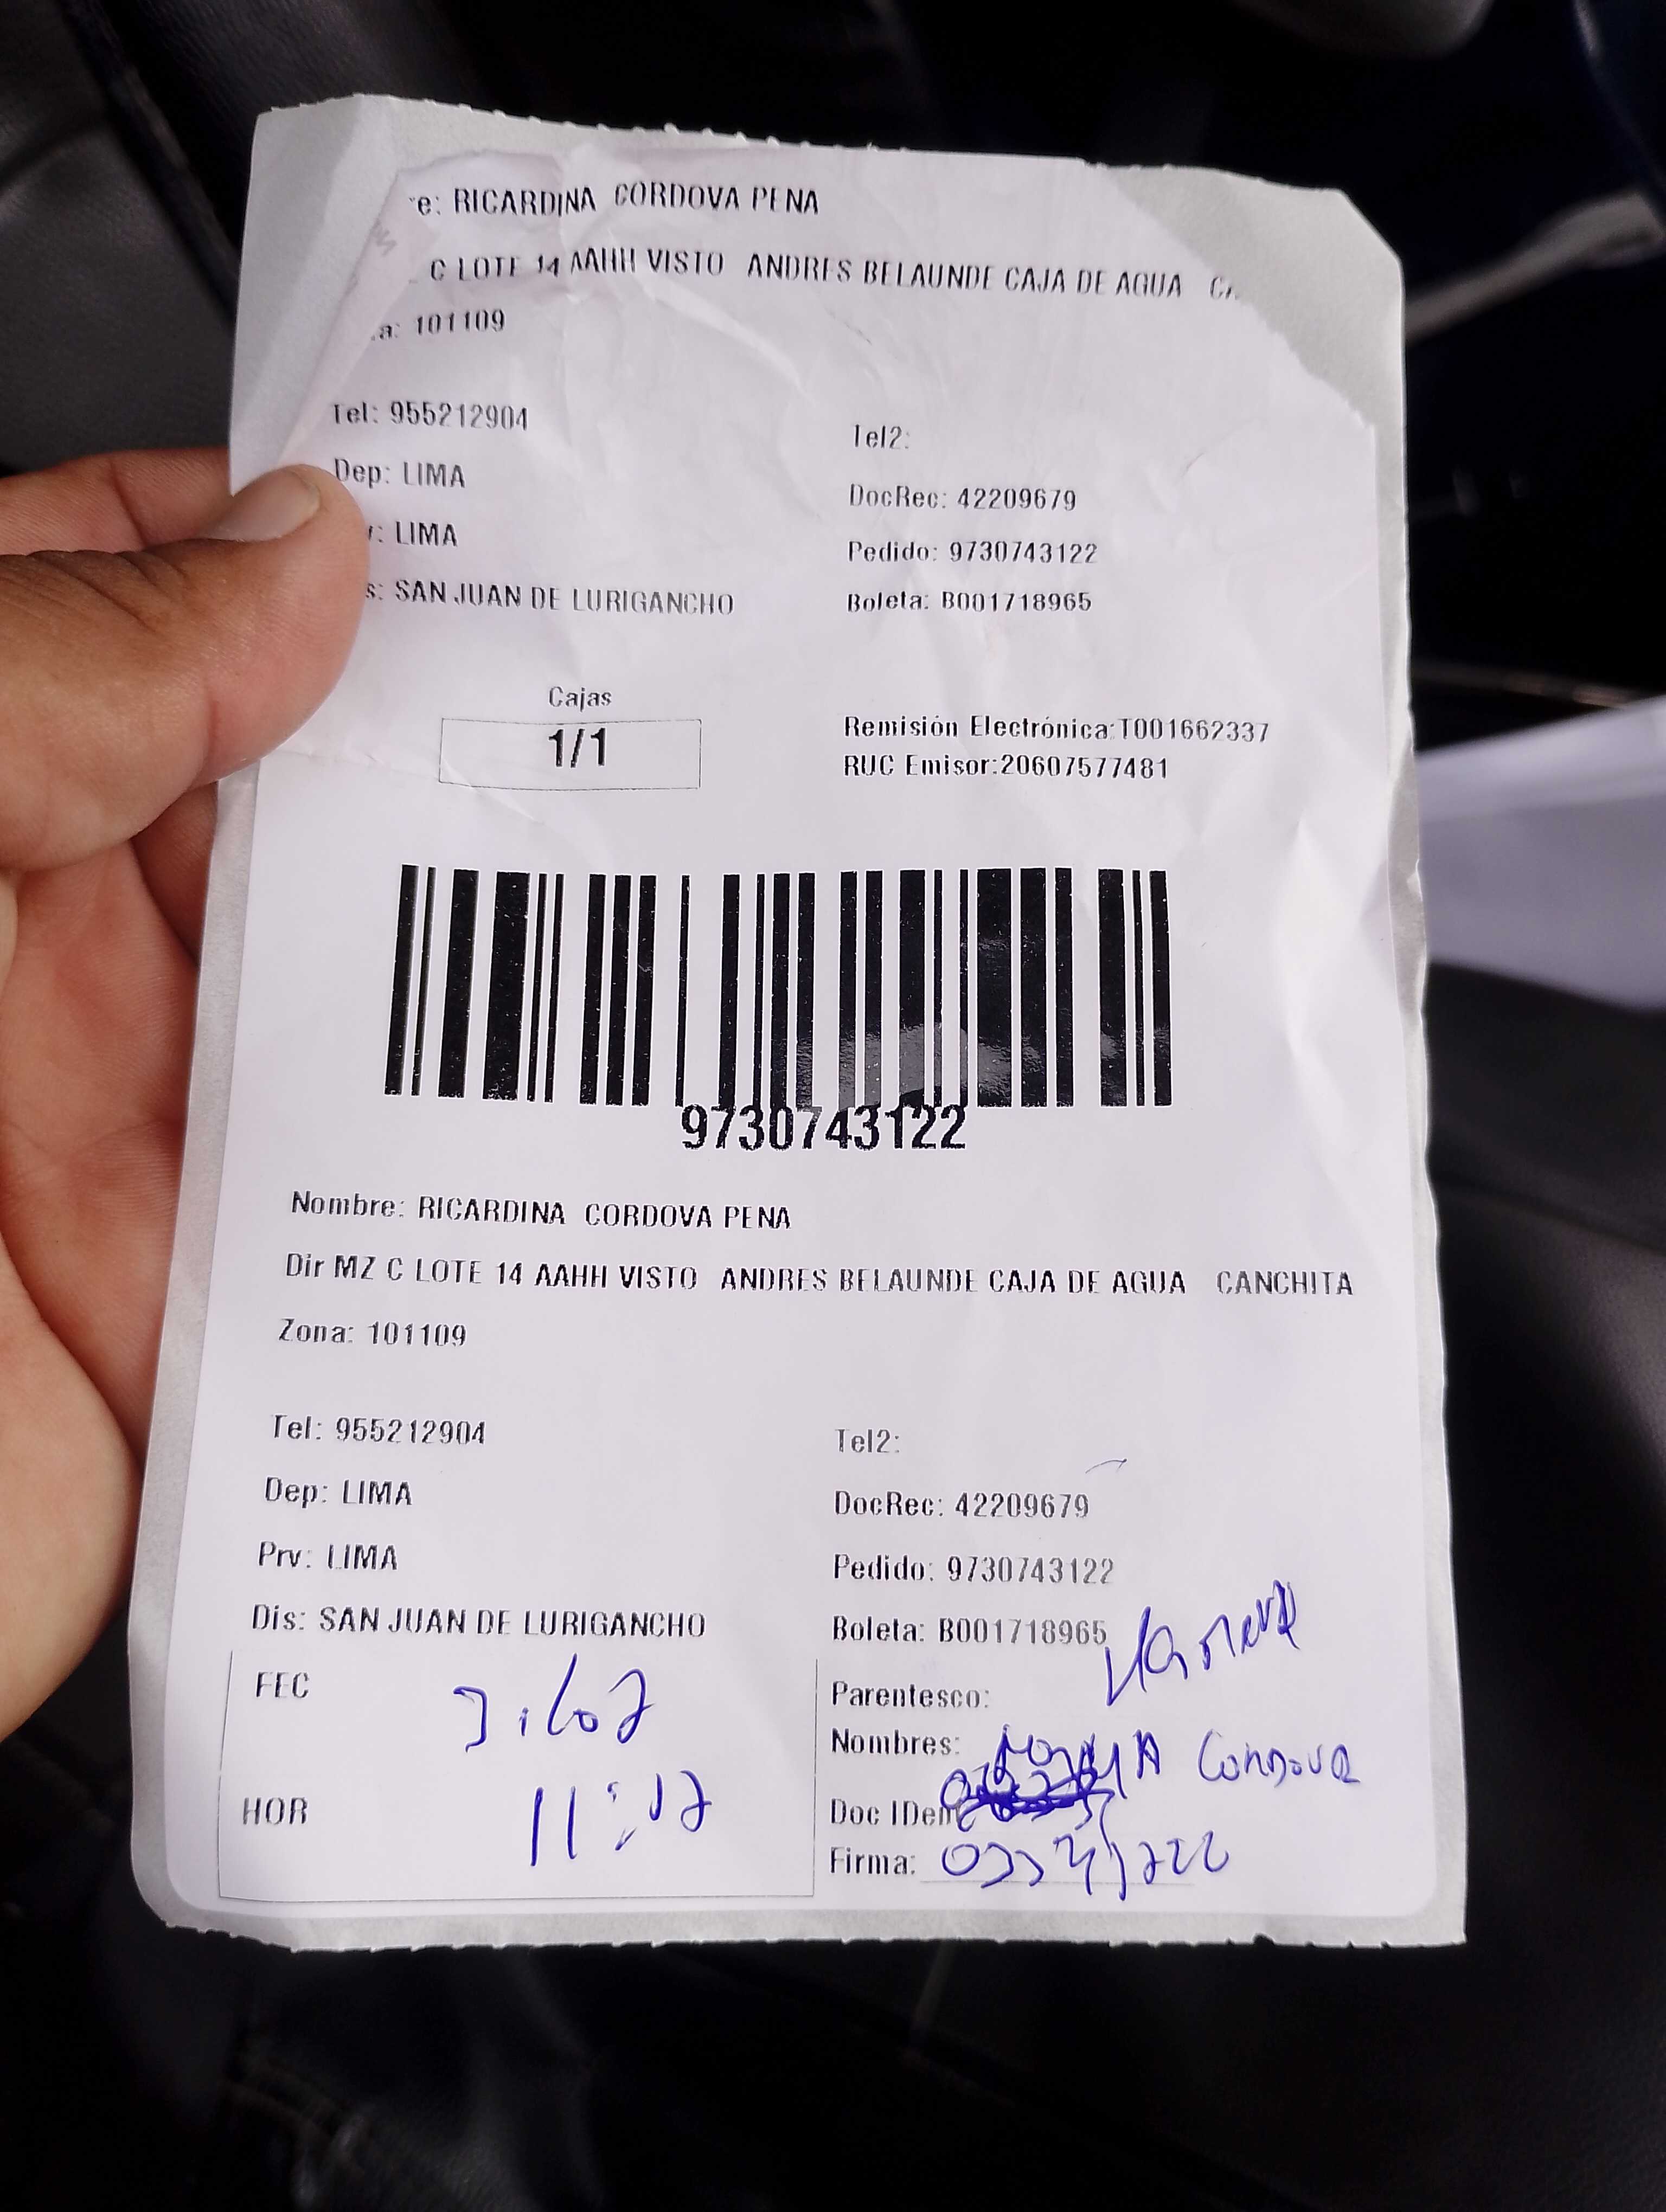 e: RICARDINA CORDOVA PENA
C LOTE 14 AAHH VISTO ANDRES BELAUNDE CAJA DE AGUA
a: 101109
Tel: 955212904
Tel2:
Dep: LIMA
DocRec: 42209679
: LIMA
Pedido: 9730743122
s: SAN JUAN DE LURIGANCHO
Boleta: B001718965
Cajas
1/1
Remisión Electrónica:T001662337
RUC Emisor:20607577481
9730743122
Nombre: RICARDINA CORDOVA PENA
Dir MZ C LOTE 14 AAHH VISTO ANDRES BELAUNDE CAJA DE AGUA CANCHITA
Zona: 101109
Tel: 955212904
Tel2:
Dep: LIMA
DocRec: 42209679
Prv: LIMA
Pedido: 9730743122
Dis: SAN JUAN DE LURIGANCHO
Boleta: B001718965
FEC
Parentesco:
Nombres: Cordova
HOR
Doc IDen
Firma: